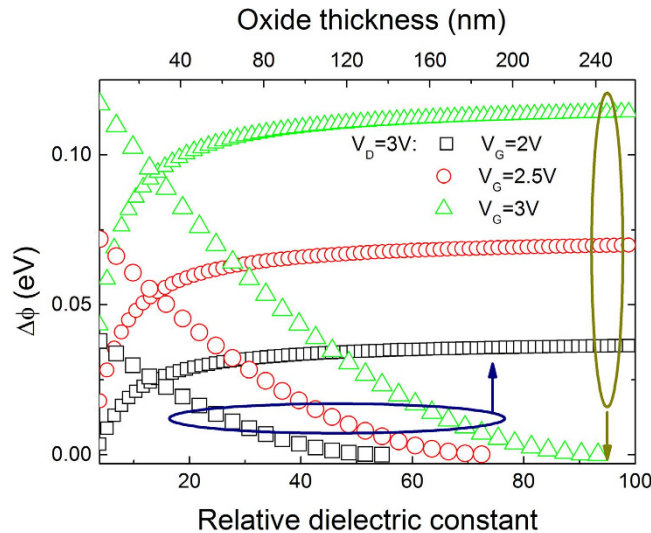 Oxide thickness (nm)
40 80 120 160 200 240
V_D=3V: V_G=2V
V_G=2.5V
V_G=3V
0.10
0.05
0.00
Δϕ (eV)
20 40 60 80 100
Relative dielectric constant